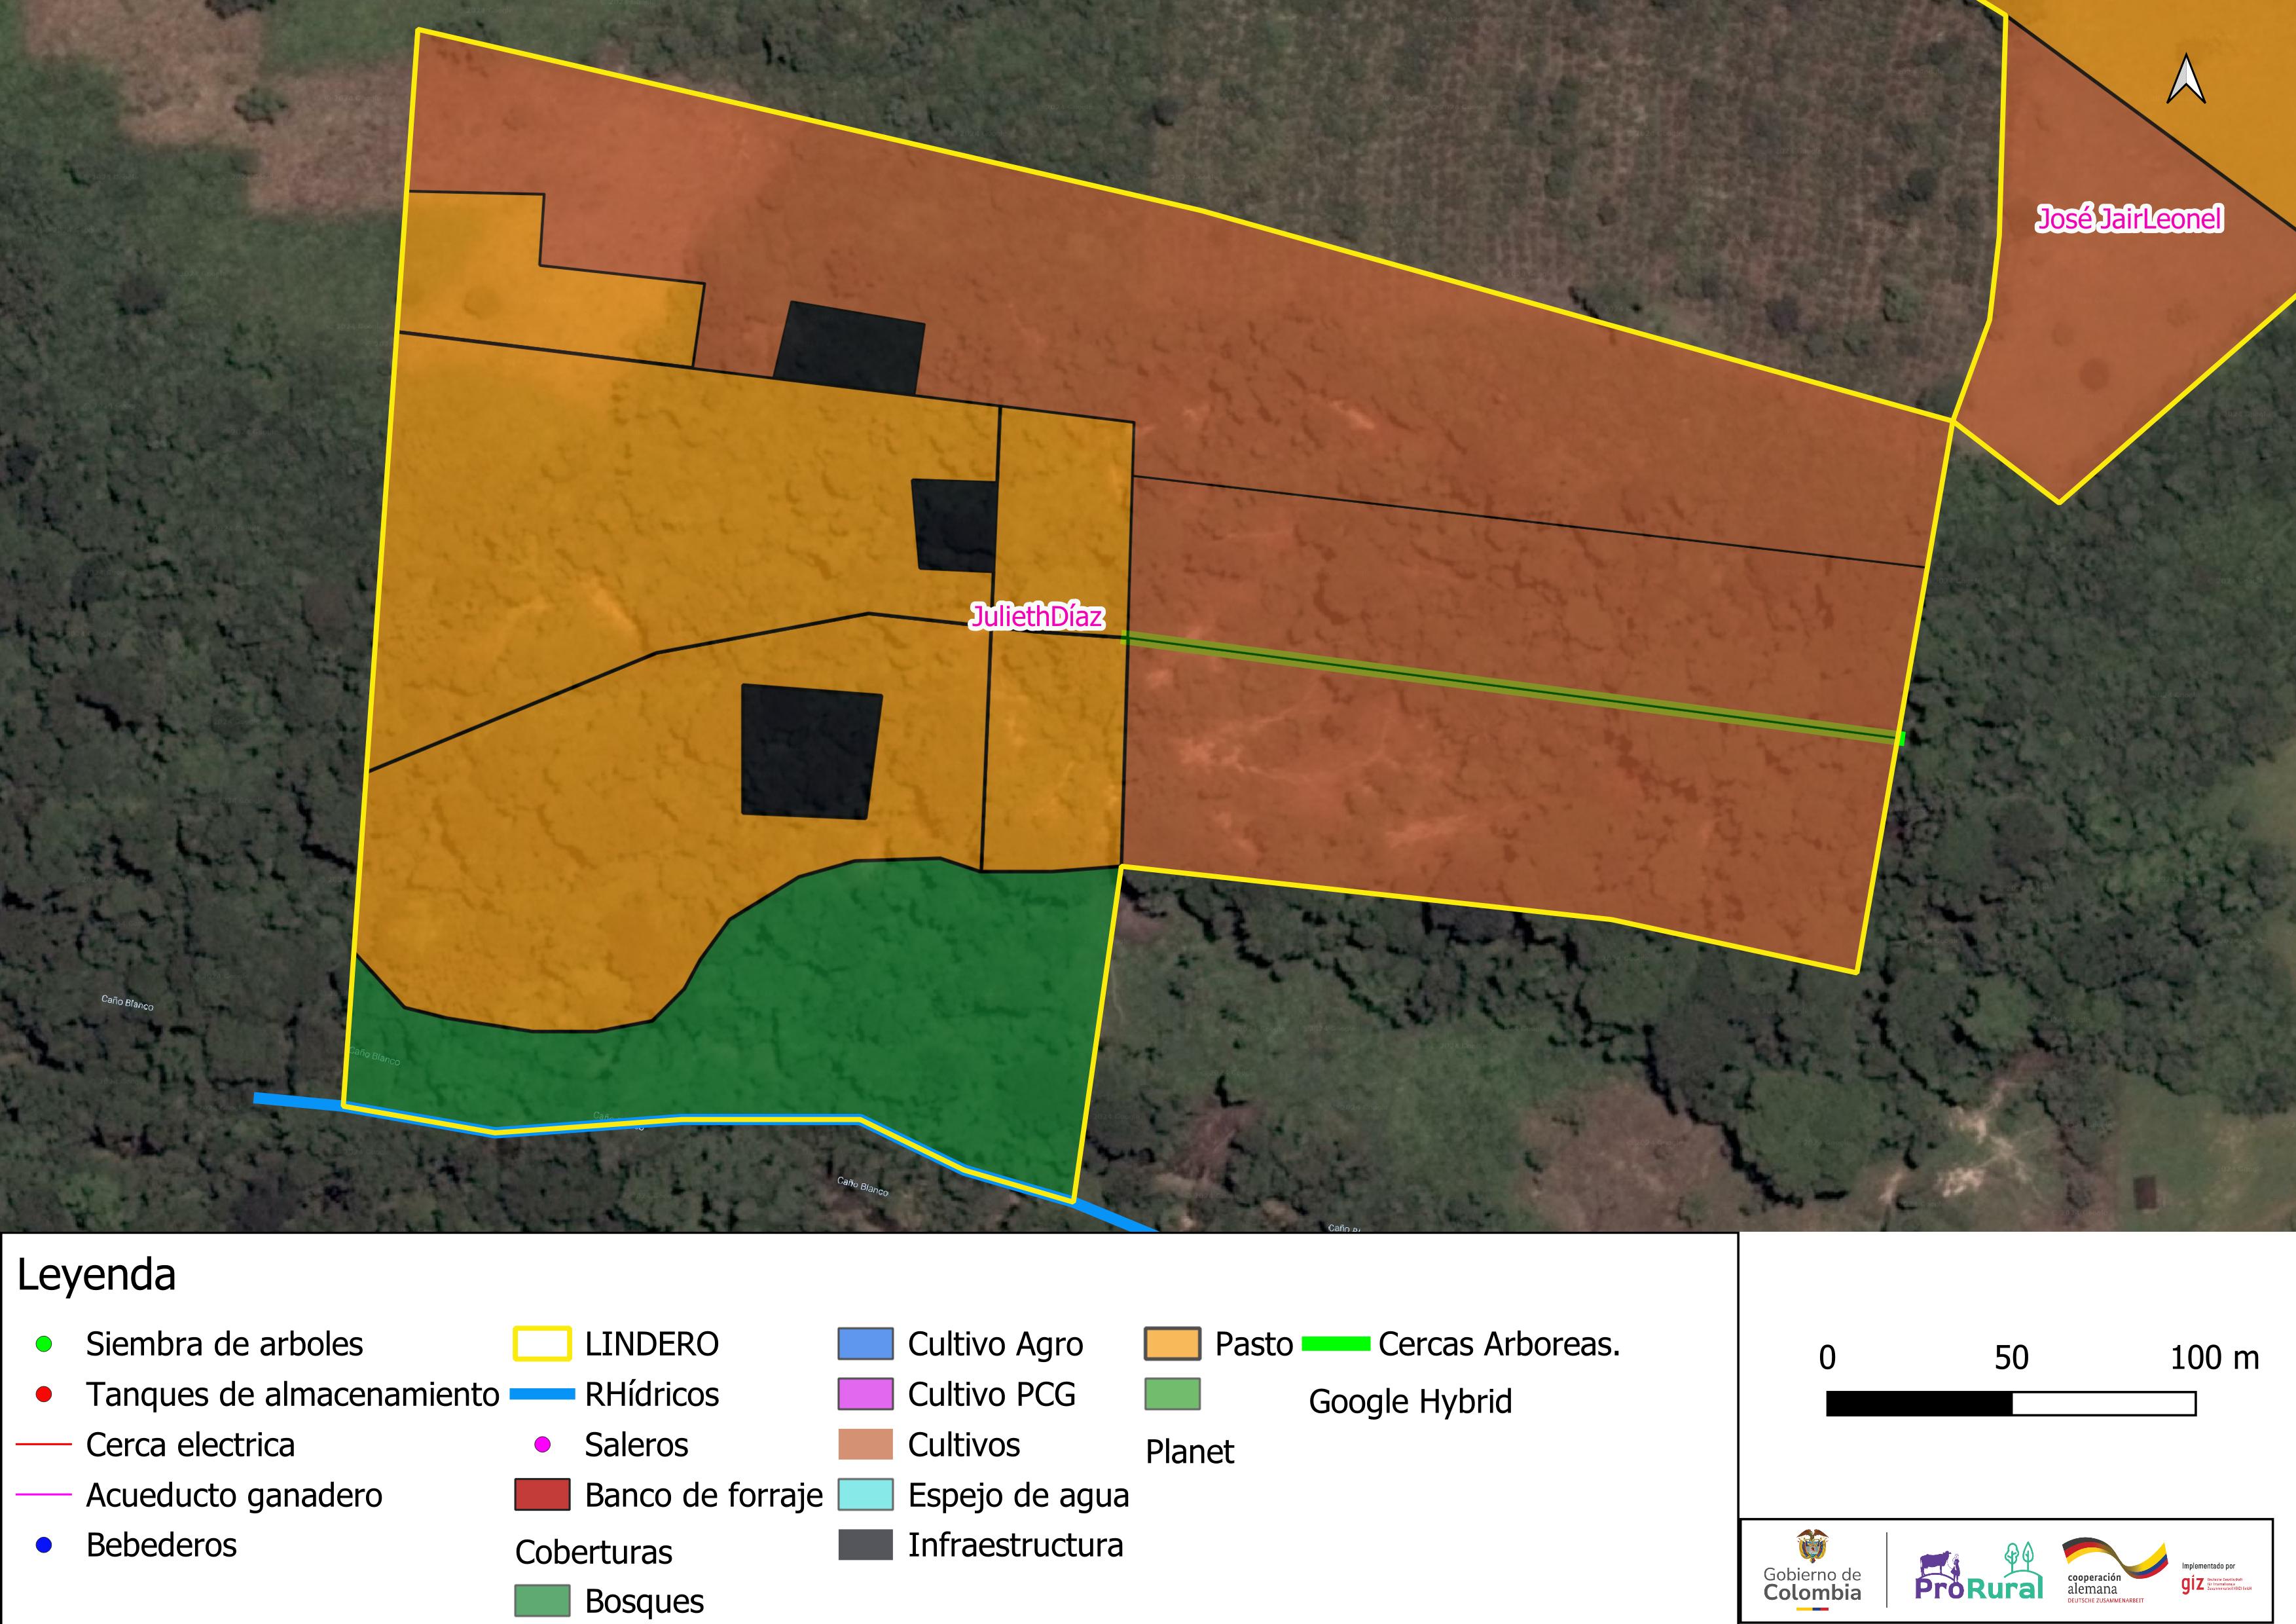 José JairLeonel
JuliethDíaz
Caño Blanco
Caño Blanco
Caño Blanco
Leyenda
Siembra de arboles
Tanques de almacenamiento
Cerca electrica
Acueducto ganadero
Bebederos
LINDERO
RHídricos
Saleros
Banco de forraje
Coberturas
Bosques
Cultivo Agro
Cultivo PCG
Cultivos
Espejo de agua
Infraestructura
Pasto
Planet
Cercas Arboreas.
Google Hybrid
0 50 100 m
Gobierno de
Colombia
ProRural
cooperación
alemana
DEUTSCHE ZUSAMMENARBEIT
Implementado por
giz